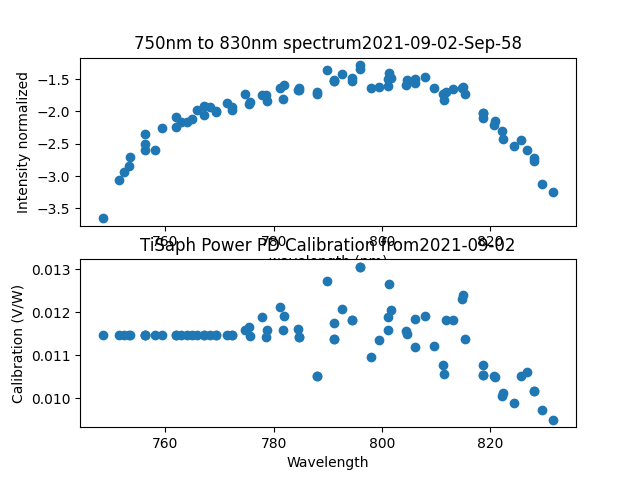 750nm to 830nm spectrum2021-09-02-Sep-58
Intensity normalized
−1.5
−2.0
−2.5
−3.0
−3.5
760 780 800 820
wavelength (nm)
TiSaph Power PD Calibration from2021-09-02
Calibration (V/W)
0.013
0.012
0.011
0.010
760 780 800 820
Wavelength